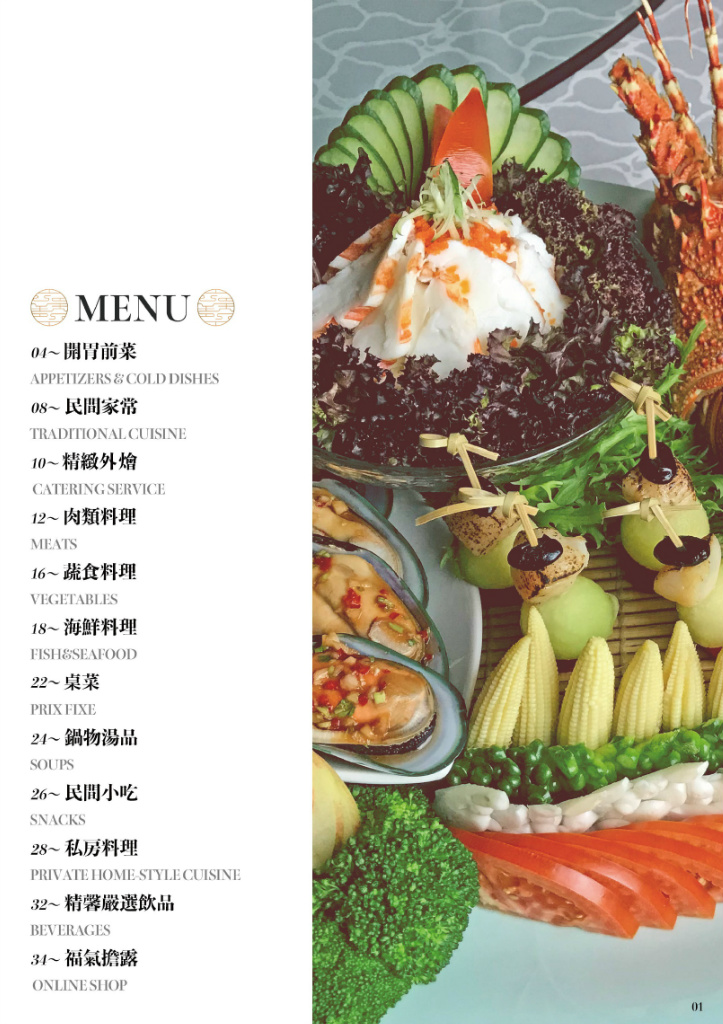 MENU
04~ 開胃前菜
APPETIZERS & COLD DISHES
08~ 民間家常
TRADITIONAL CUISINE
10~ 精緻外燴
CATERING SERVICE
12~ 肉類料理
MEATS
16~ 蔬食料理
VEGETABLES
18~ 海鮮料理
FISH&SEAFOOD
22~ 桌菜
PRIX FIXE
24~ 鍋物湯品
SOUPS
26~ 民間小吃
SNACKS
28~ 私房料理
PRIVATE HOME-STYLE CUISINE
32~ 精馨嚴選飲品
BEVERAGES
34~ 福氣擔露
ONLINE SHOP
01